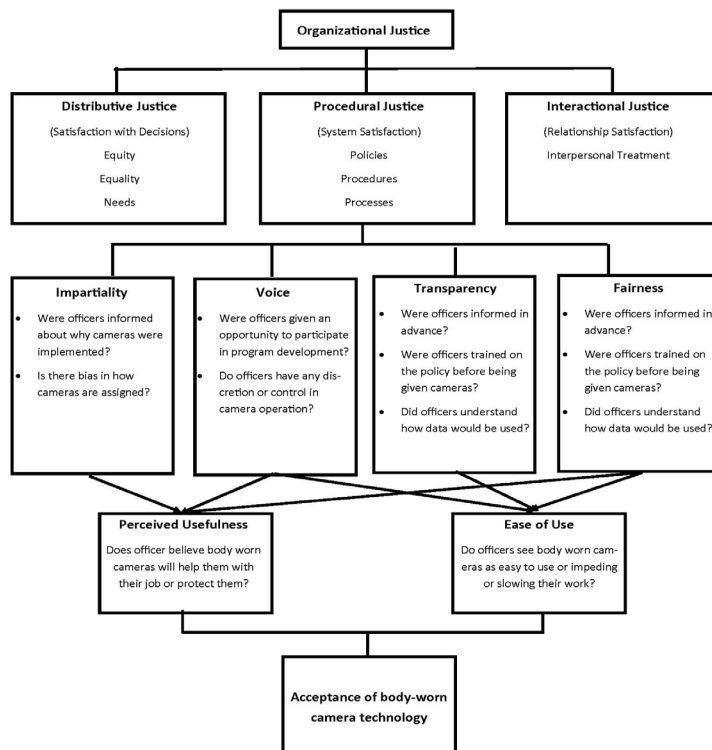 Organizational Justice
Distributive Justice
(Satisfaction with Decisions)
Equity
Equality
Needs
Procedural Justice
(System Satisfaction)
Policies
Procedures
Processes
Interactional Justice
(Relationship Satisfaction)
Interpersonal Treatment
Impartiality
• Were officers informed
about why cameras were
implemented?
• Is there bias in how
cameras are assigned?
Voice
• Were officers given an
opportunity to participate
in program development?
• Do officers have any dis-
cretion or control in
camera operation?
Transparency
• Were officers informed in
advance?
• Were officers trained on
the policy before being
given cameras?
• Did officers understand
how data would be used?
Fairness
• Were officers informed in
advance?
• Were officers trained on
the policy before being
given cameras?
• Did officers understand
how data would be used?
Perceived Usefulness
Does officer believe body worn
cameras will help them with
their job or protect them?
Ease of Use
Do officers see body worn cam-
eras as easy to use or impeding
or slowing their work?
Acceptance of body-worn
camera technology